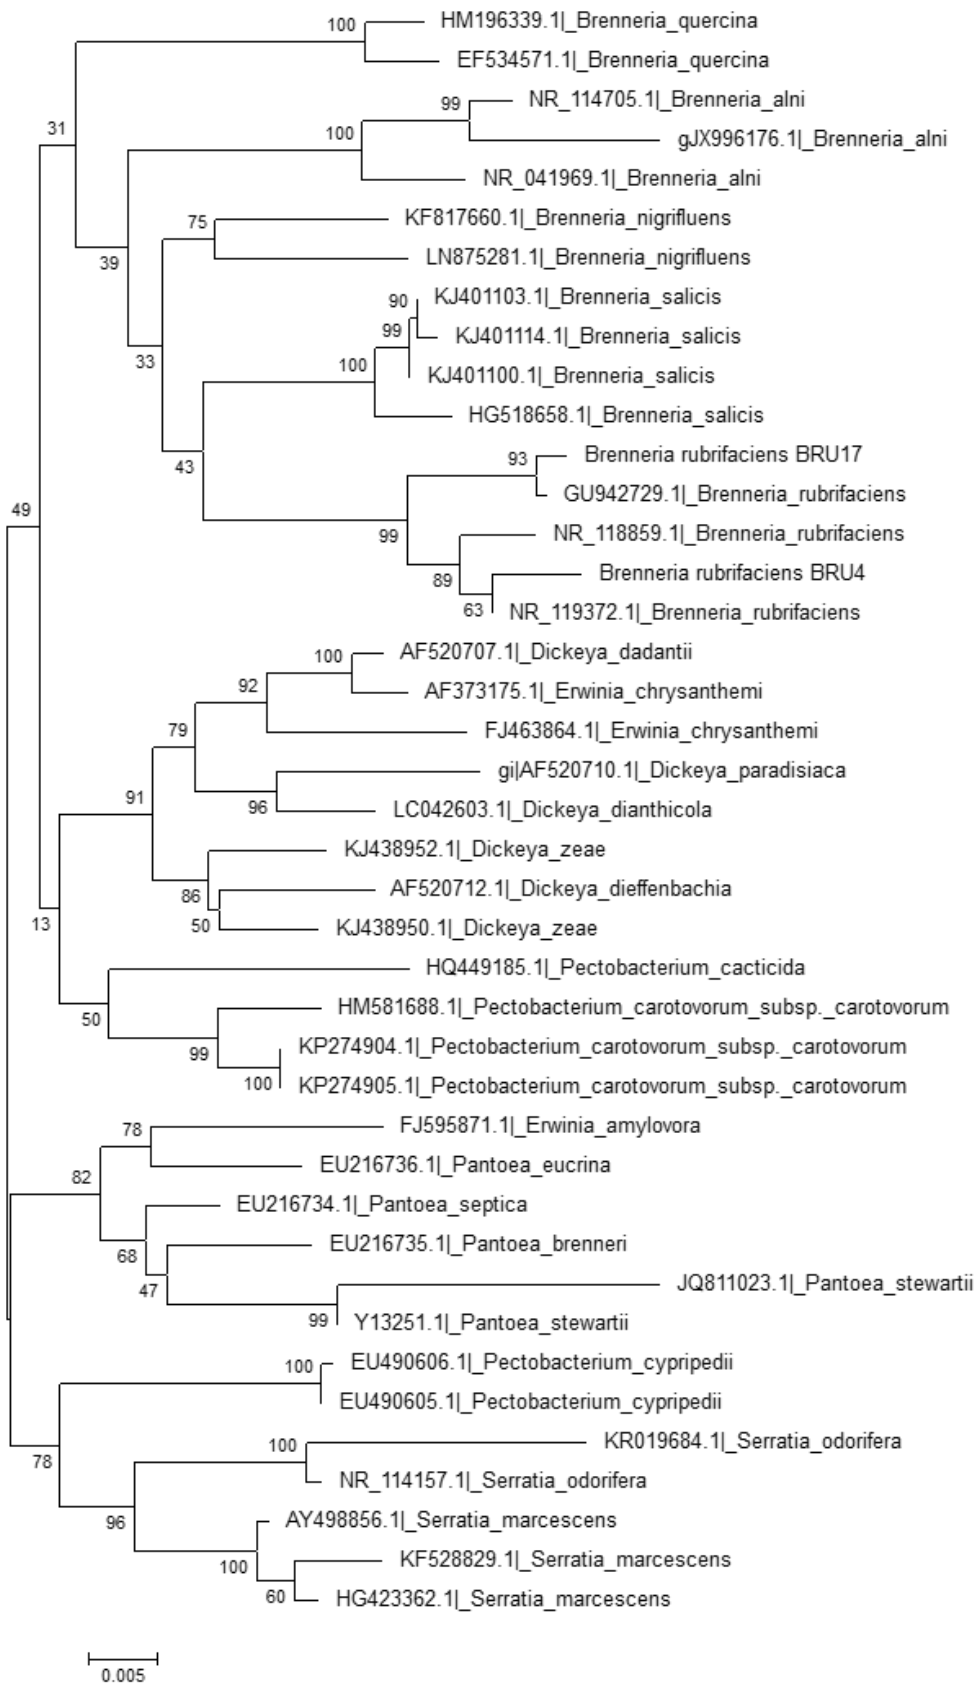 100
HM196339.1|_Brenneria_quercina
EF534571.1|_Brenneria_quercina
99
NR_114705.1|_Brenneria_alni
31
100
gJX996176.1|_Brenneria_alni
NR_041969.1|_Brenneria_alni
75
KF817660.1|_Brenneria_nigrifluens
39
LN875281.1|_Brenneria_nigrifluens
90
KJ401103.1|_Brenneria_salicis
99
KJ401114.1|_Brenneria_salicis
33
100
KJ401100.1|_Brenneria_salicis
HG518658.1|_Brenneria_salicis
43
93
Brenneria rubrifaciens BRU17
GU942729.1|_Brenneria_rubrifaciens
49
99
NR_118859.1|_Brenneria_rubrifaciens
89
Brenneria rubrifaciens BRU4
63
NR_119372.1|_Brenneria_rubrifaciens
100
AF520707.1|_Dickeya_dadantii
92
AF373175.1|_Erwinia_chrysanthemi
79
FJ463864.1|_Erwinia_chrysanthemi
gi|AF520710.1|_Dickeya_paradisiaca
91
96
LC042603.1|_Dickeya_dianthicola
KJ438952.1|_Dickeya_zeae
86
AF520712.1|_Dickeya_dieffenbachia
13
50
KJ438950.1|_Dickeya_zeae
HQ449185.1|_Pectobacterium_cacticida
50
HM581688.1|_Pectobacterium_carotovorum_subsp._carotovorum
99
KP274904.1|_Pectobacterium_carotovorum_subsp._carotovorum
100
KP274905.1|_Pectobacterium_carotovorum_subsp._carotovorum
78
FJ595871.1|_Erwinia_amylovora
82
EU216736.1|_Pantoea_eucrina
EU216734.1|_Pantoea_septica
68
EU216735.1|_Pantoea_brenneri
47
JQ811023.1|_Pantoea_stewartii
99
Y13251.1|_Pantoea_stewartii
100
EU490606.1|_Pectobacterium_cypripedii
EU490605.1|_Pectobacterium_cypripedii
78
100
KR019684.1|_Serratia_odorifera
NR_114157.1|_Serratia_odorifera
96
AY498856.1|_Serratia_marcescens
100
KF528829.1|_Serratia_marcescens
60
HG423362.1|_Serratia_marcescens
0.005